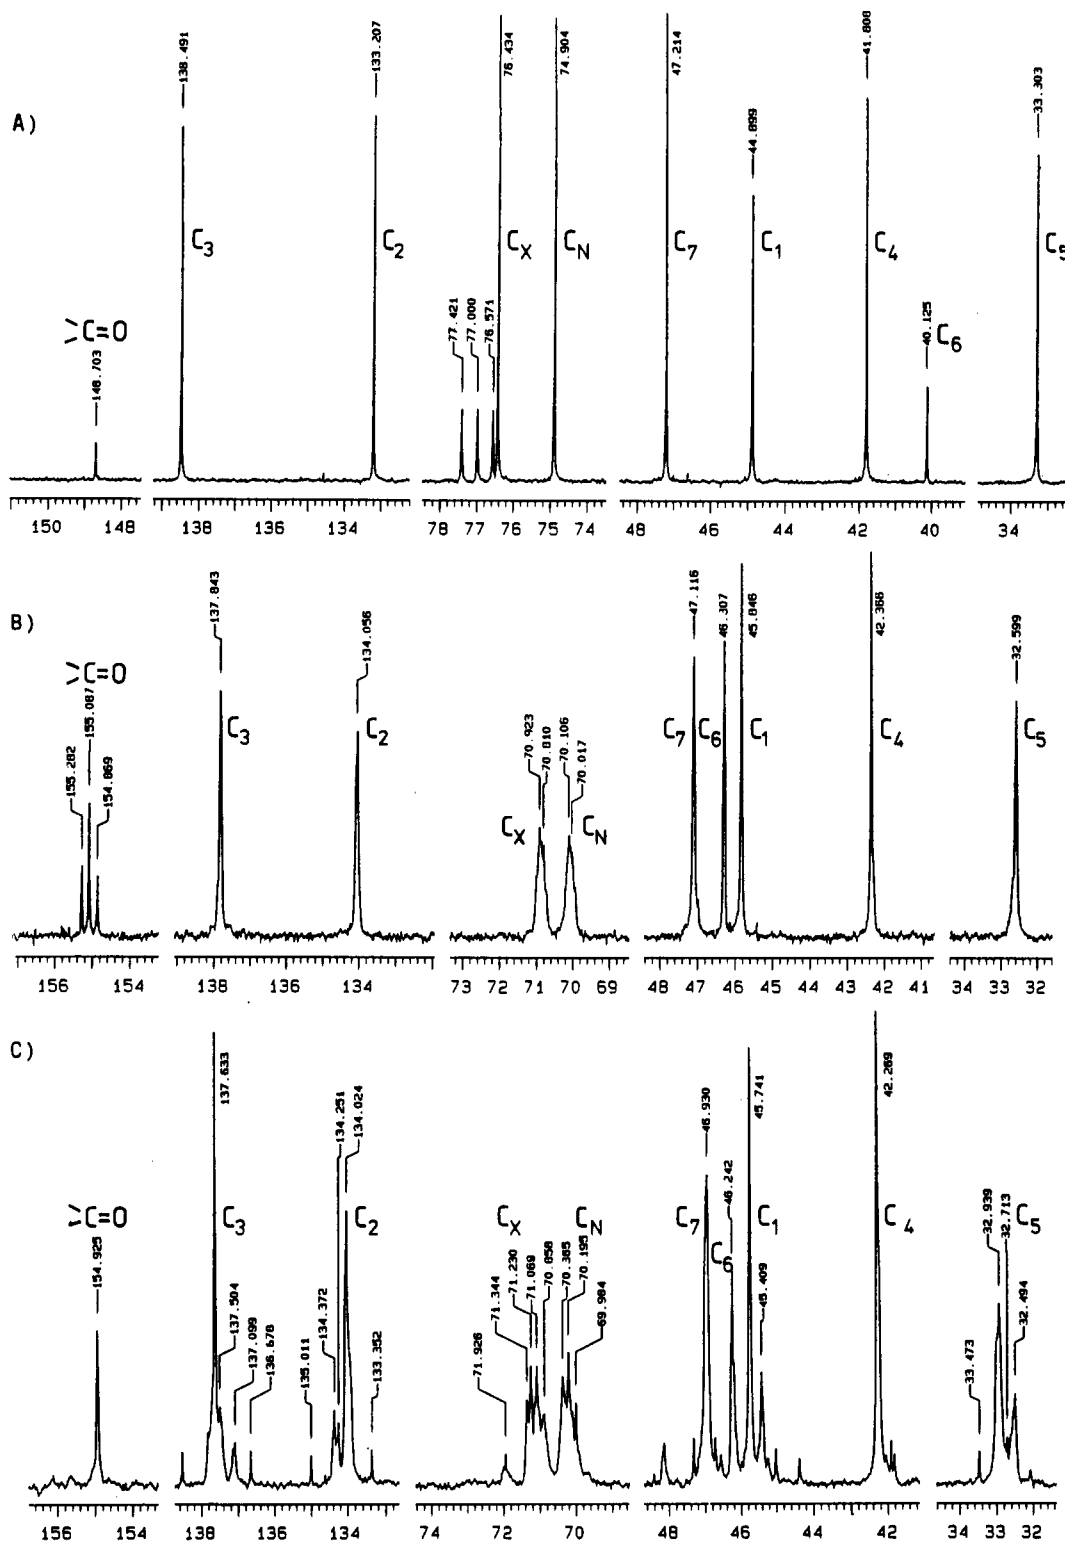 A)
138.491
133.207
76.434
74.904
47.214
44.899
41.808
33.303
C3
C2
CX
CN
C7
C1
C4
C5
>C=O
148.703
77.421
77.000
76.571
40.125
C6
150 148 138 136 136 134 78 77 76 75 74 48 46 44 42 40 34
B)
137.843
134.056
47.116
46.307
45.846
42.366
32.599
>C=O
155.282
155.087
154.869
C3
C2
70.923
70.810
70.106
70.017
CX
CN
C7
C6
C1
C4
C5
156 154 138 136 134 73 72 71 70 69 48 47 46 45 44 43 42 41 34 33 32
C)
137.633
134.251
134.024
46.930
46.242
45.741
42.269
>C=O
154.925
C3
137.504
137.099
136.678
135.011
134.372
C2
133.352
CX
CN
71.926
71.344
71.230
71.069
70.858
70.385
70.195
69.984
C7
C6
C1
45.409
C4
33.473
32.939
32.713
32.494
C5
156 154 138 136 134 74 72 70 48 46 44 42 34 33 32